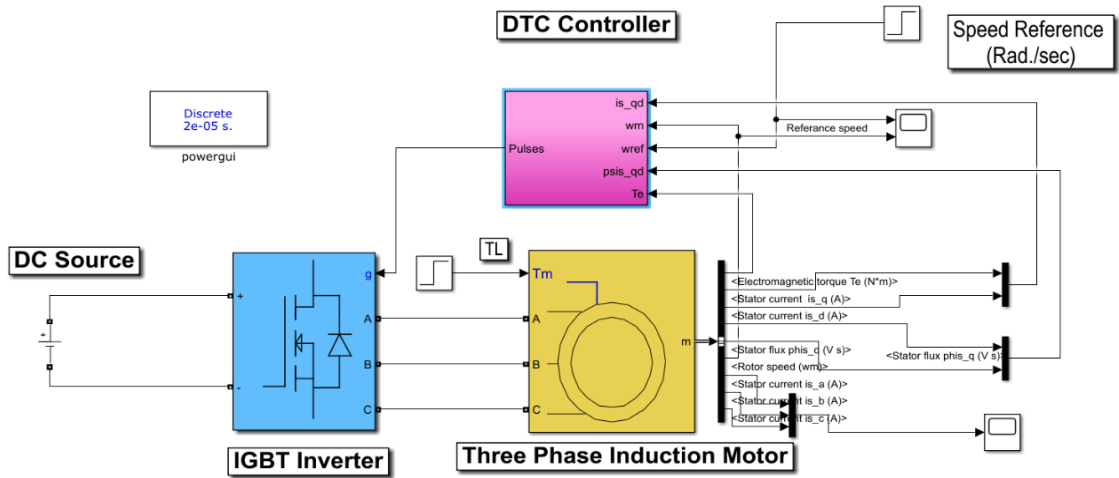 DTC Controller
Speed Reference
(Rad./sec)
Discrete
2e-05 s.
powergui
is_qd
wm
wref
psis_qd
Te
Pulses
Referance speed
DC Source
TL
+
-
g
A
B
C
+
Tm
A
B
C
m
<Electromagnetic torque Te (N*m)>
<Stator current is_q (A)>
<Stator current is_d (A)>
<Stator flux phis_q (V s)>
<Stator flux phis_d (V s)>
<Rotor speed (wm)>
<Stator current is_a (A)>
<Stator current is_b (A)>
<Stator current is_c (A)>
IGBT Inverter
Three Phase Induction Motor